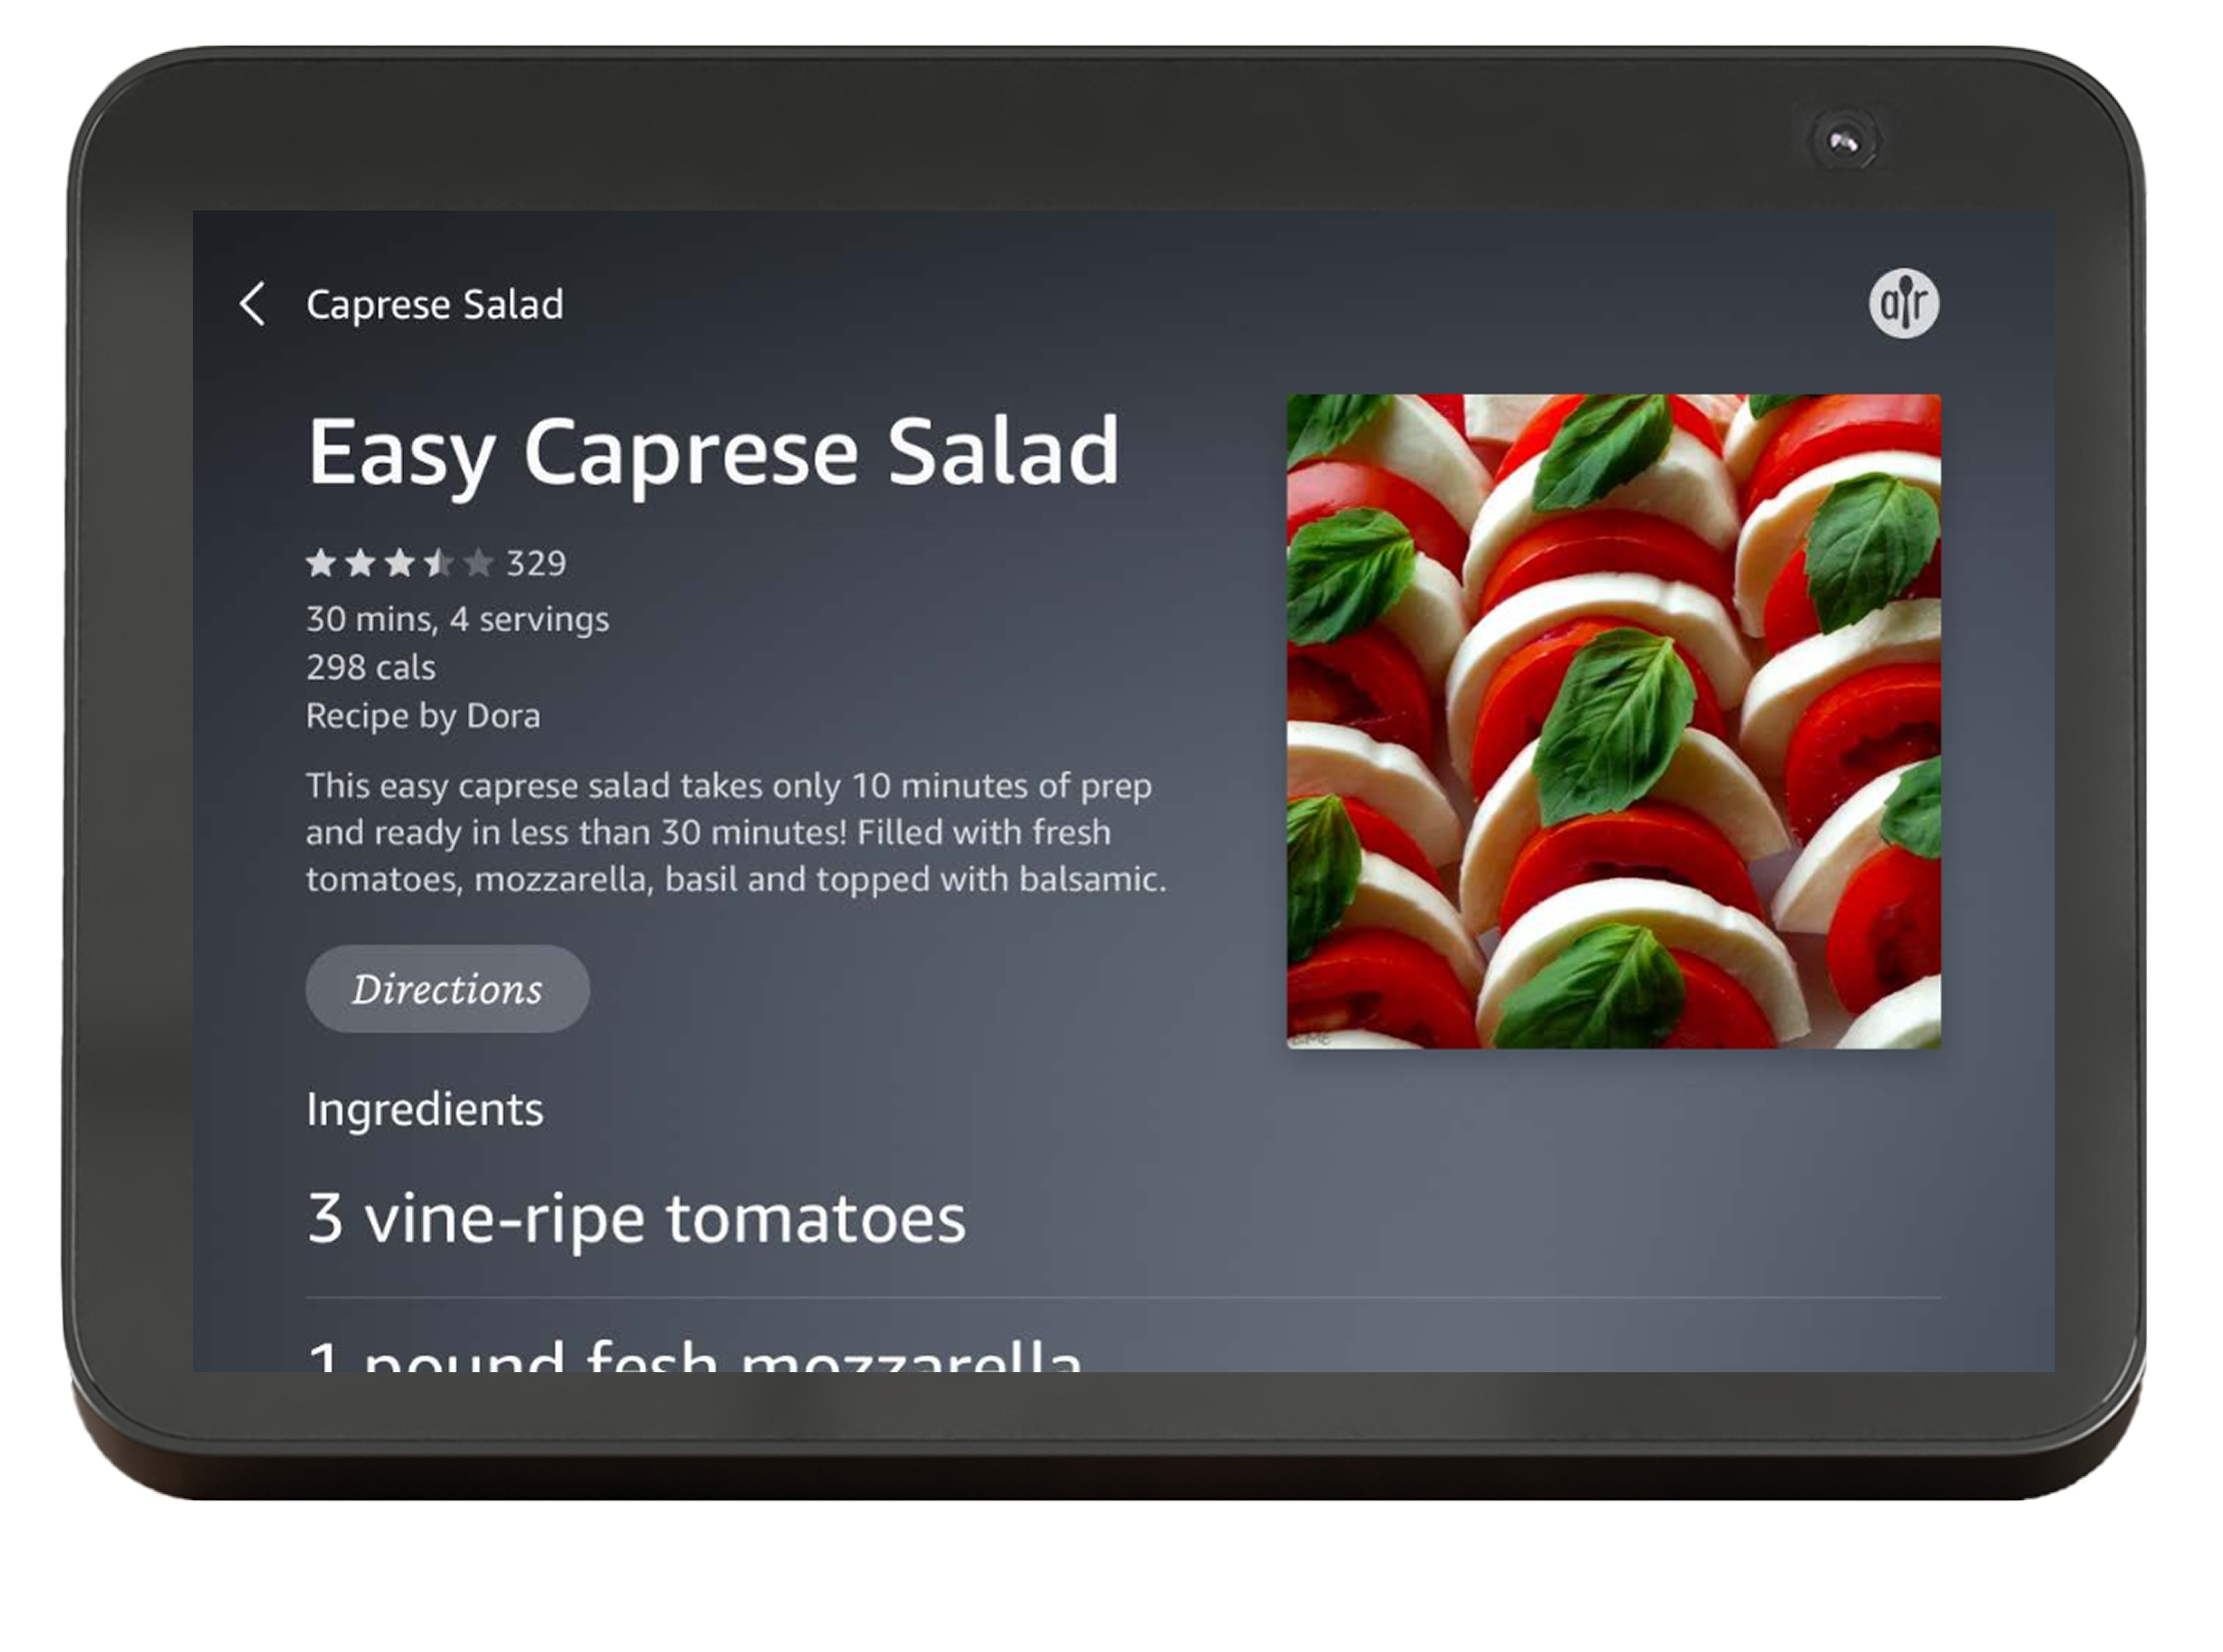 Caprese Salad
a r
Easy Caprese Salad
329
30 mins, 4 servings
298 cals
Recipe by Dora
This easy caprese salad takes only 10 minutes of prep
and ready in less than 30 minutes! Filled with fresh
tomatoes, mozzarella, basil and topped with balsamic.
Directions
Ingredients
3 vine-ripe tomatoes
1 pound fesh mozzarella